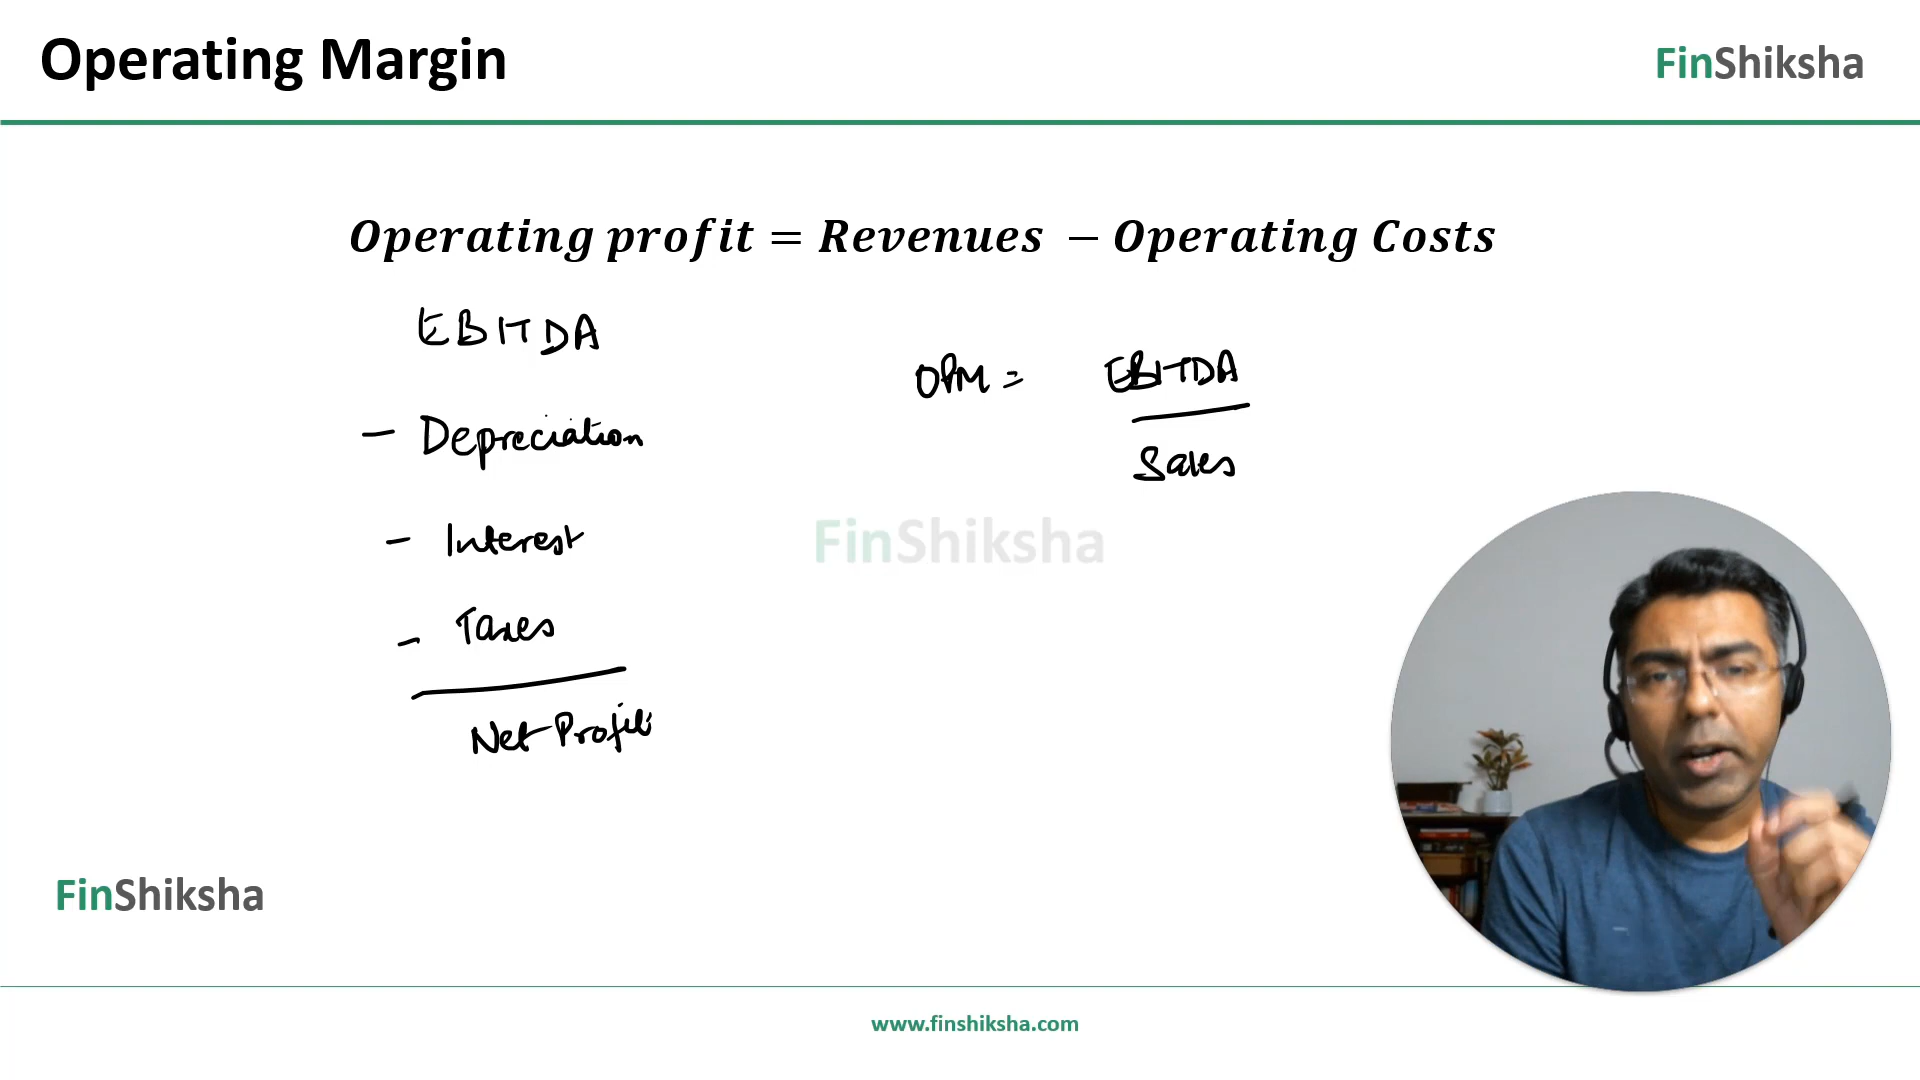 Operating Margin
FinShiksha
Operating profit = Revenues − Operating Costs
EBITDA
OPM = EBITDA
Sales
– Depreciation
– Interest
FinShiksha
– Taxes
Net Profit
FinShiksha
www.finshiksha.com